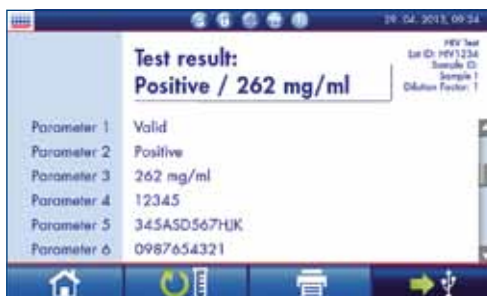 29. 04. 2013, 09:24
HIV Test
Lot ID: HIV1234
Sample ID:
Sample 1
Dilution Factor: 1
Test result:
Positive / 262 mg/ml
Parameter 1 Valid
Parameter 2 Positive
Parameter 3 262 mg/ml
Parameter 4 12345
Parameter 5 345ASD567HJK
Parameter 6 0987654321